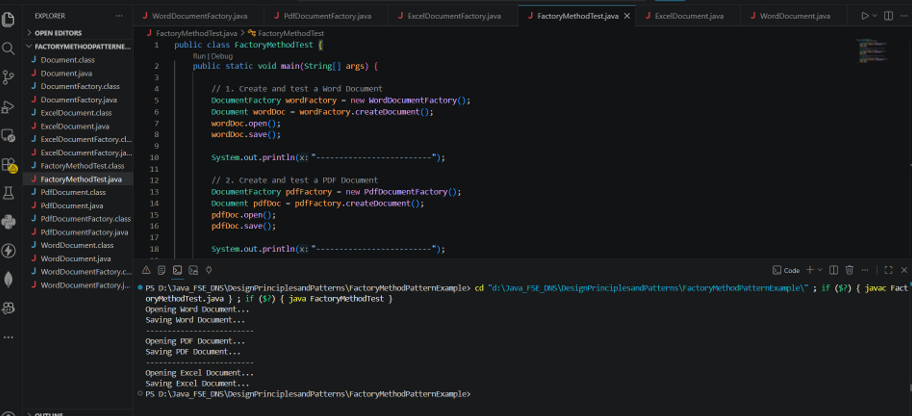 EXPLORER ...
OPEN EDITORS
FACTORYMETHODPATTERNE...
Document.class
Document.java
DocumentFactory.class
DocumentFactory.java
ExcelDocument.class
ExcelDocument.java
ExcelDocumentFactory.cl...
ExcelDocumentFactory.ja...
FactoryMethodTest.class
FactoryMethodTest.java
PdfDocument.class
PdfDocument.java
PdfDocumentFactory.class
PdfDocumentFactory.java
WordDocument.class
WordDocument.java
WordDocumentFactory.c...
WordDocumentFactory.j...
OUTLINE
WordDocumentFactory.java PdfDocumentFactory.java ExcelDocumentFactory.java FactoryMethodTest.java ExcelDocument.java WordDocument.java
FactoryMethodTest.java > FactoryMethodTest
1 public class FactoryMethodTest {
Run | Debug
2 public static void main(String[] args) {
3
4 // 1. Create and test a Word Document
5 DocumentFactory wordFactory = new WordDocumentFactory();
6 Document wordDoc = wordFactory.createDocument();
7 wordDoc.open();
8 wordDoc.save();
9
10 System.out.println(x:"-------------------------");
11
12 // 2. Create and test a PDF Document
13 DocumentFactory pdfFactory = new PdfDocumentFactory();
14 Document pdfDoc = pdfFactory.createDocument();
15 pdfDoc.open();
16 pdfDoc.save();
17
18 System.out.println(x:"-------------------------");
Code
PS D:\Java_FSE_DNS\DesignPrinciplesandPatterns\FactoryMethodPatternExample> cd "d:\Java_FSE_DNS\DesignPrinciplesandPatterns\FactoryMethodPatternExample\" ; if ($?) { javac Fact
oryMethodTest.java } ; if ($?) { java FactoryMethodTest }
Opening Word Document...
Saving Word Document...
-------------------------
Opening PDF Document...
Saving PDF Document...
-------------------------
Opening Excel Document...
Saving Excel Document...
PS D:\Java_FSE_DNS\DesignPrinciplesandPatterns\FactoryMethodPatternExample>